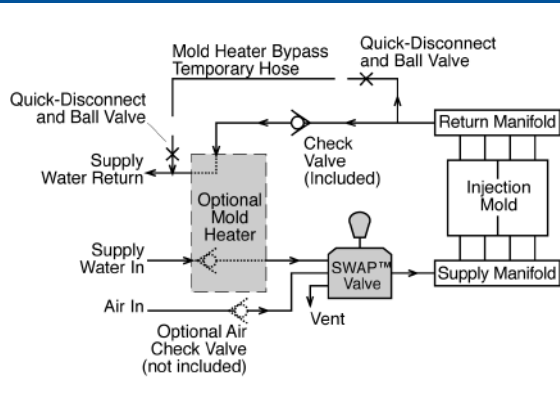 Mold Heater Bypass
Temporary Hose
Quick-Disconnect
and Ball Valve
Quick-Disconnect
and Ball Valve
Return Manifold
Check
Valve
(Included)
Supply
Water Return
Optional
Mold
Heater
Injection
Mold
Supply
Water In
SWAP™
Valve
Supply Manifold
Air In
Vent
Optional Air
Check Valve
(not included)